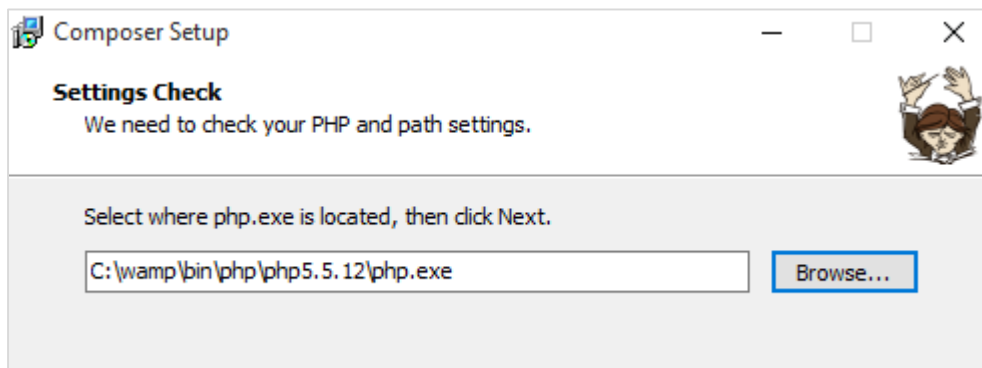 Composer Setup
Settings Check
We need to check your PHP and path settings.
Select where php.exe is located, then click Next.
C:\wamp\bin\php\php5.5.12\php.exe
Browse...